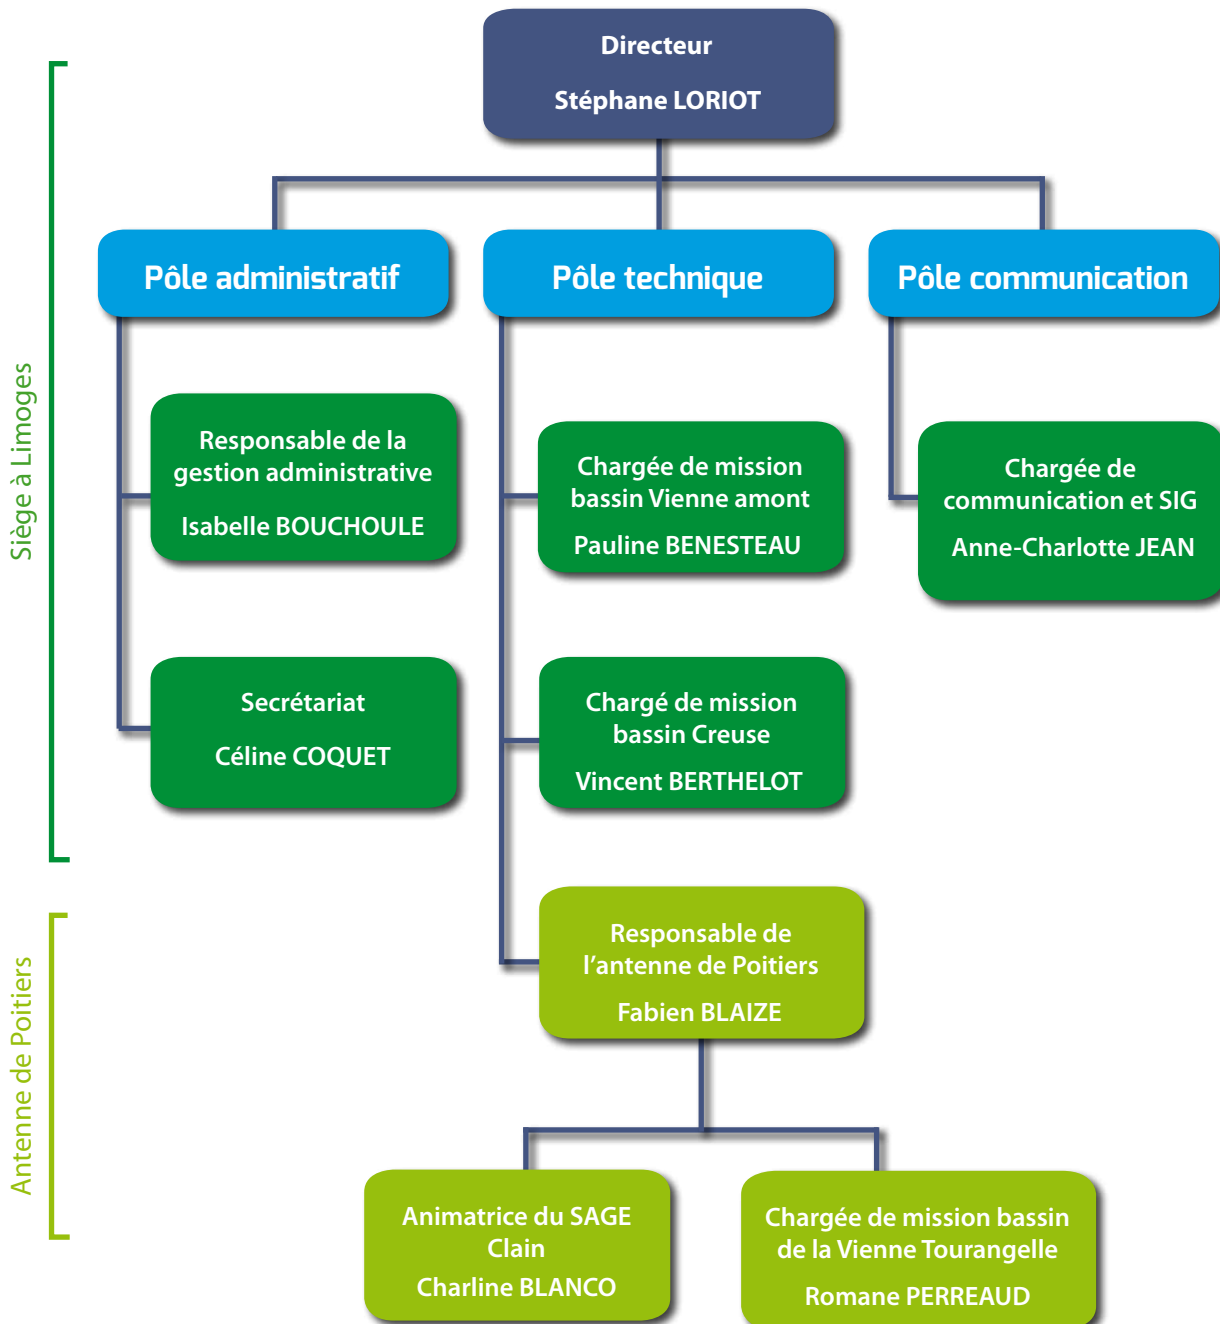 Directeur
Stéphane LORIOT
Siège à Limoges
Pôle administratif
Pôle technique
Pôle communication
Responsable de la
gestion administrative
Isabelle BOUCHOULE
Chargée de mission
bassin Vienne amont
Pauline BENESTEAU
Chargée de
communication et SIG
Anne-Charlotte JEAN
Secrétariat
Céline COQUET
Chargé de mission
bassin Creuse
Vincent BERTHELOT
Antenne de Poitiers
Responsable de
l’antenne de Poitiers
Fabien BLAIZE
Animatrice du SAGE
Clain
Charline BLANCO
Chargée de mission bassin
de la Vienne Tourangelle
Romane PERREAUD